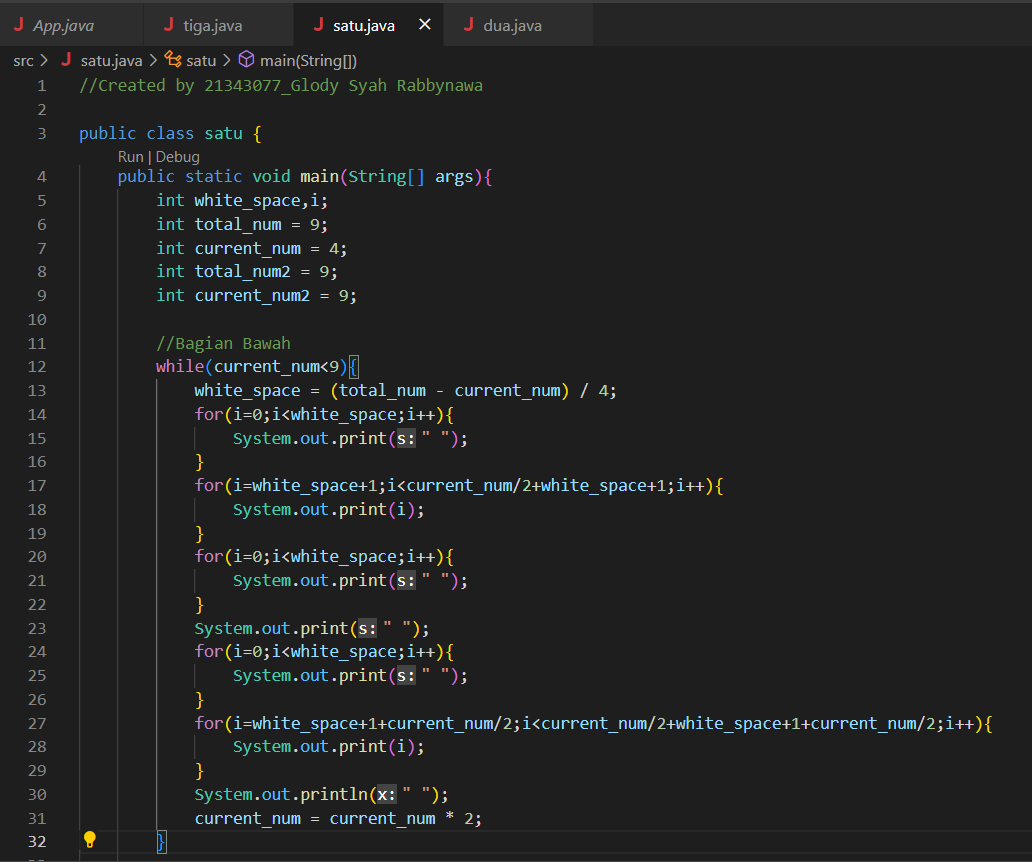 App.java tiga.java satu.java dua.java
src satu.java satu main(String[])
1 //Created by 21343077_Glody Syah Rabbynawa
2
3 public class satu {
Run | Debug
4 public static void main(String[] args){
5 int white_space,i;
6 int total_num = 9;
7 int current_num = 4;
8 int total_num2 = 9;
9 int current_num2 = 9;
10
11 //Bagian Bawah
12 while(current_num<9){
13 white_space = (total_num - current_num) / 4;
14 for(i=0;i<white_space;i++){
15 System.out.print(s:" ");
16 }
17 for(i=white_space+1;i<current_num/2+white_space+1;i++){
18 System.out.print(i);
19 }
20 for(i=0;i<white_space;i++){
21 System.out.print(s:" ");
22 }
23 System.out.print(s:" ");
24 for(i=0;i<white_space;i++){
25 System.out.print(s:" ");
26 }
27 for(i=white_space+1+current_num/2;i<current_num/2+white_space+1+current_num/2;i++){
28 System.out.print(i);
29 }
30 System.out.println(x:" ");
31 current_num = current_num * 2;
32 }